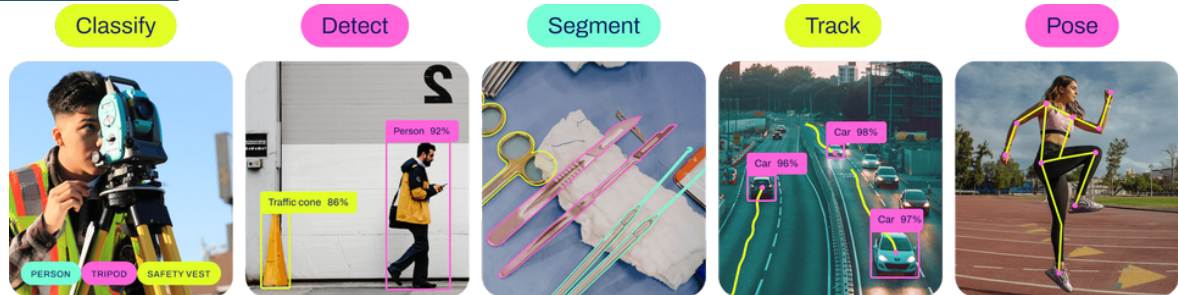 Classify
Detect
Segment
Track
Pose
PERSON
TRIPOD
SAFETY VEST
2
Person 92%
Traffic cone 86%
Car 98%
Car 96%
Car 97%